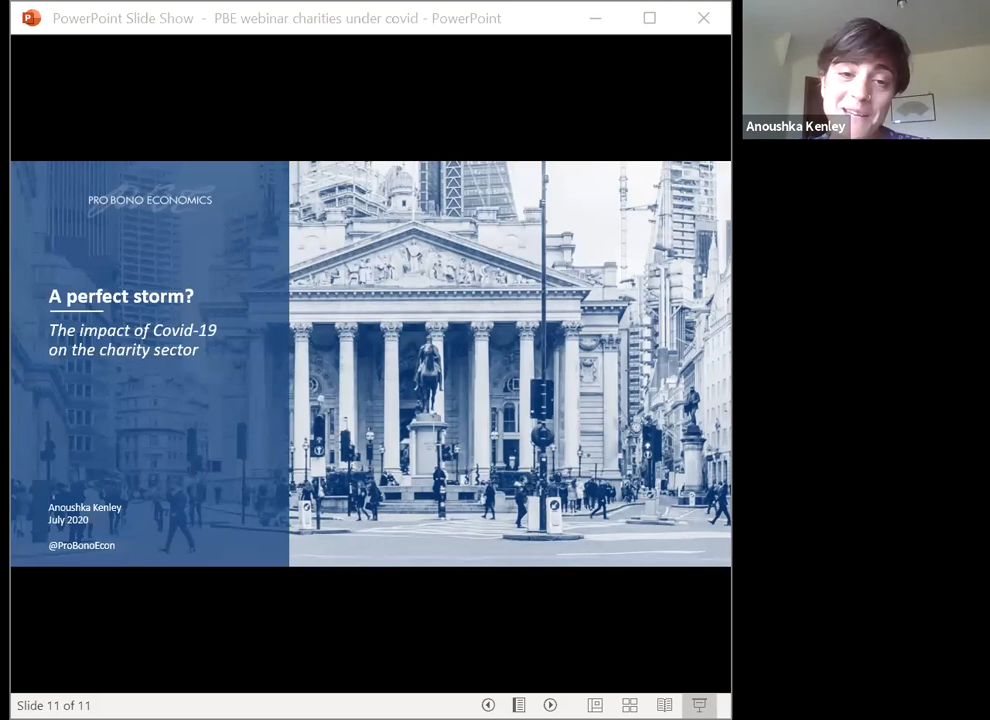 PowerPoint Slide Show - PBE webinar charities under covid - PowerPoint
Anoushka Kenley
PRO BONO ECONOMICS
A perfect storm?
The impact of Covid-19
on the charity sector
Anoushka Kenley
July 2020
@ProBonoEcon
Slide 11 of 11